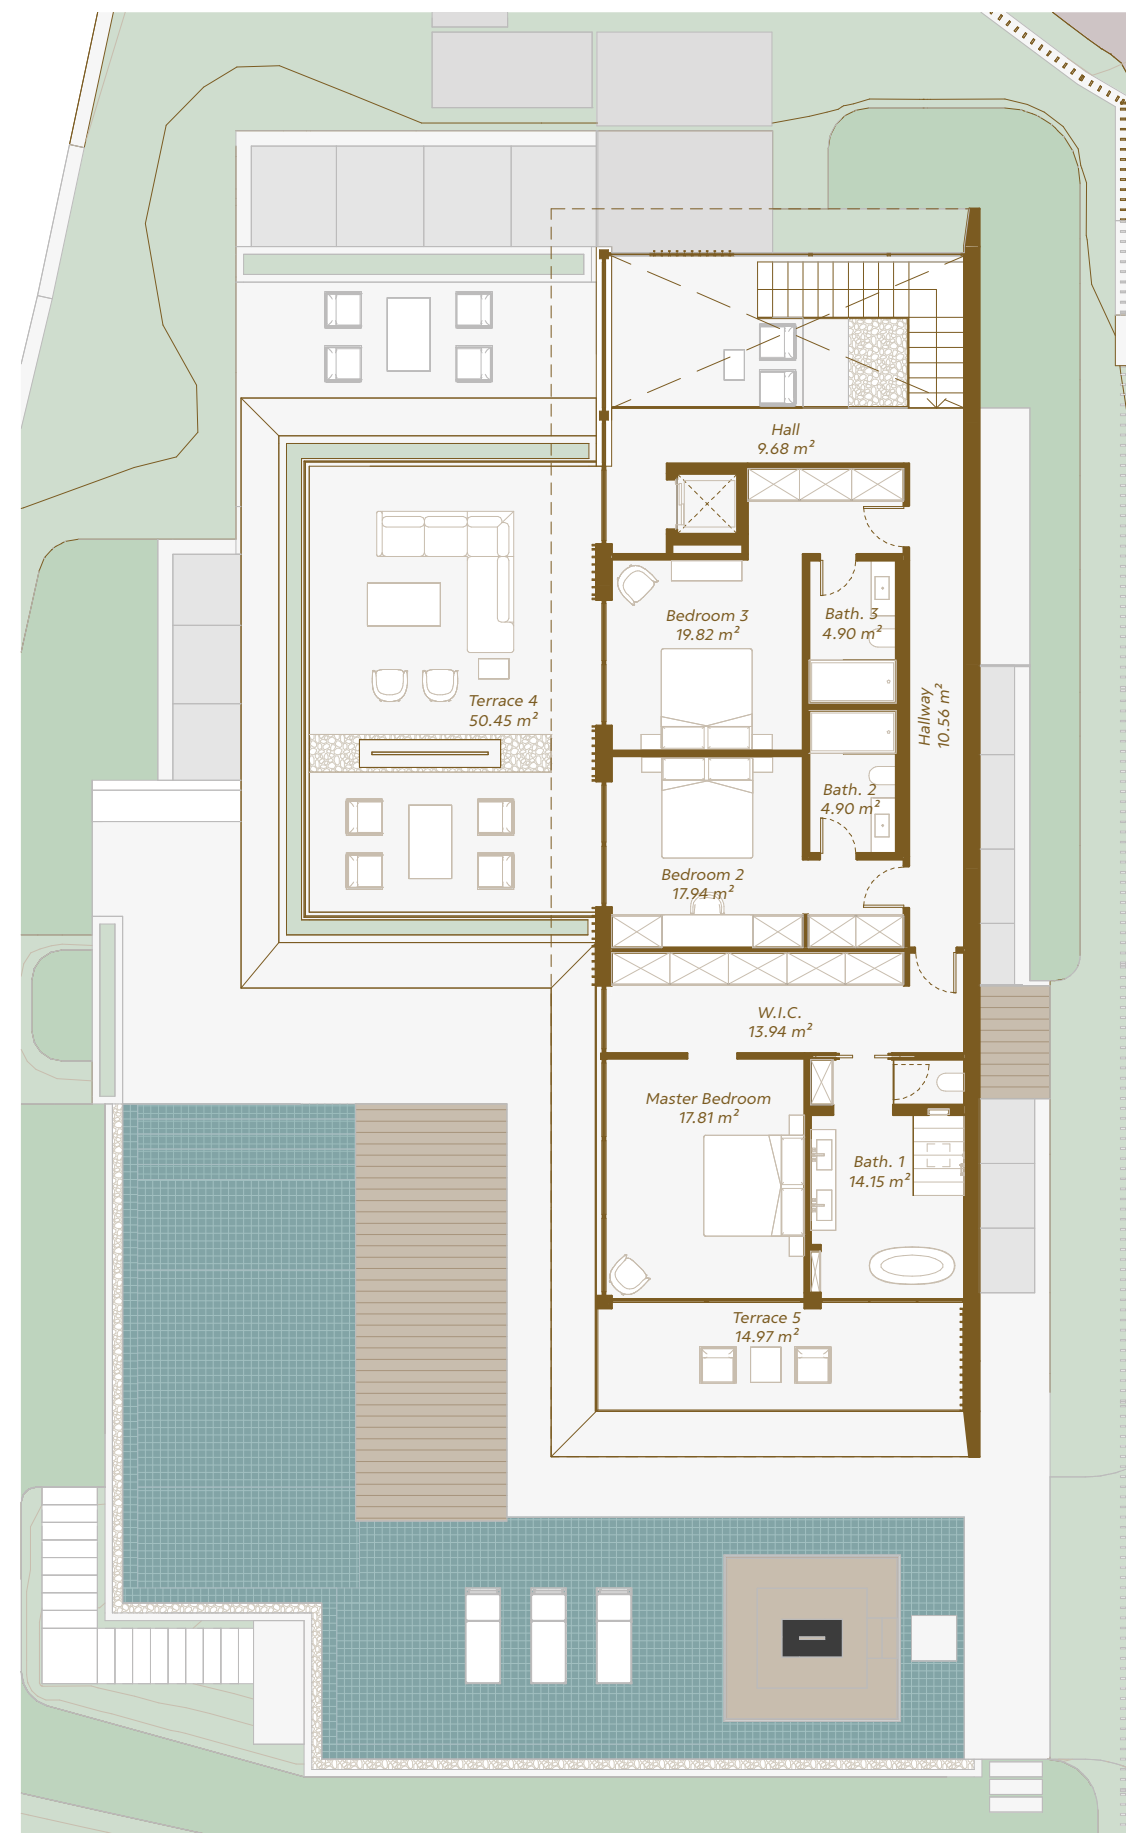 Hall
9.68 m²
Bedroom 3
19.82 m²
Bath. 3
4.90 m²
Terrace 4
50.45 m²
Hallway
10.56 m²
Bath. 2
4.90 m²
Bedroom 2
17.94 m²
W.I.C.
13.94 m²
Master Bedroom
17.81 m²
Bath. 1
14.15 m²
Terrace 5
14.97 m²